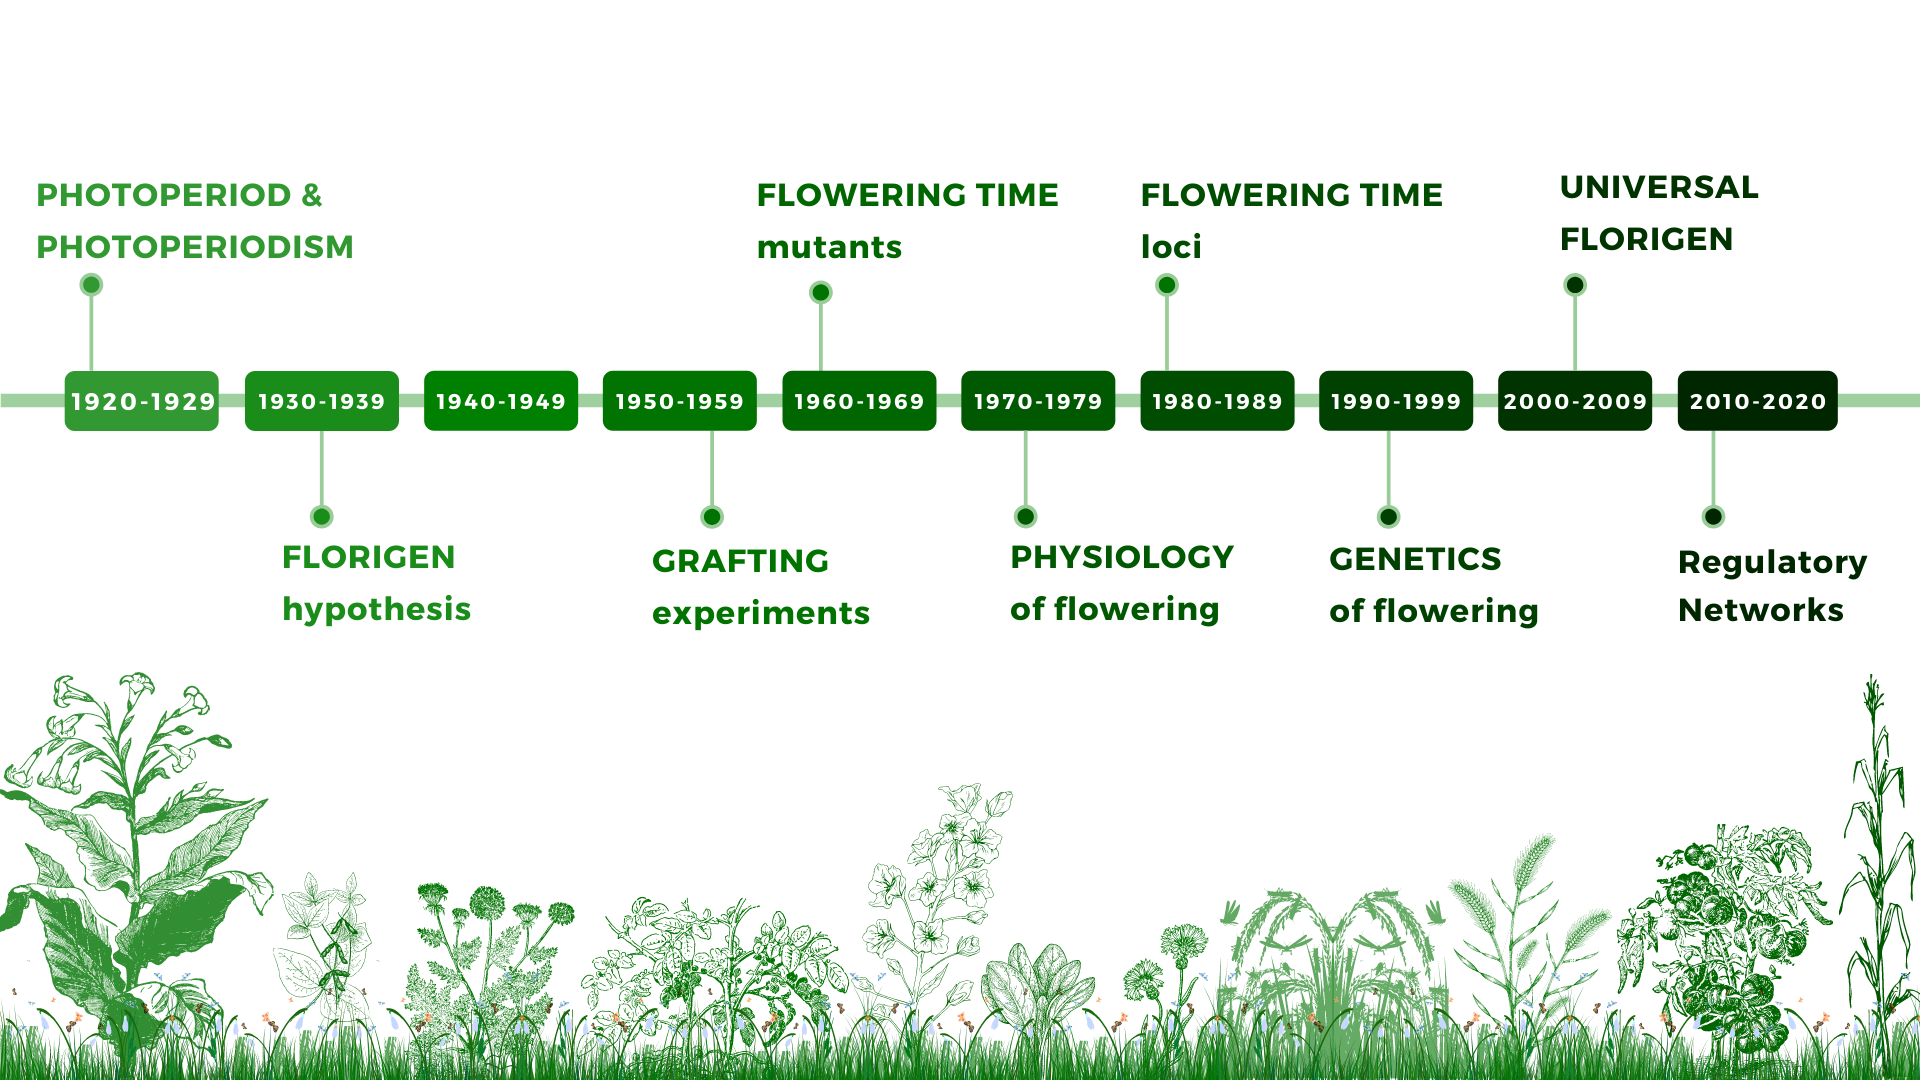 PHOTOPERIOD &
PHOTOPERIODISM
FLOWERING TIME
mutants
FLOWERING TIME
loci
UNIVERSAL
FLORIGEN
1920-1929
1930-1939
1940-1949
1950-1959
1960-1969
1970-1979
1980-1989
1990-1999
2000-2009
2010-2020
FLORIGEN
hypothesis
GRAFTING
experiments
PHYSIOLOGY
of flowering
GENETICS
of flowering
Regulatory
Networks